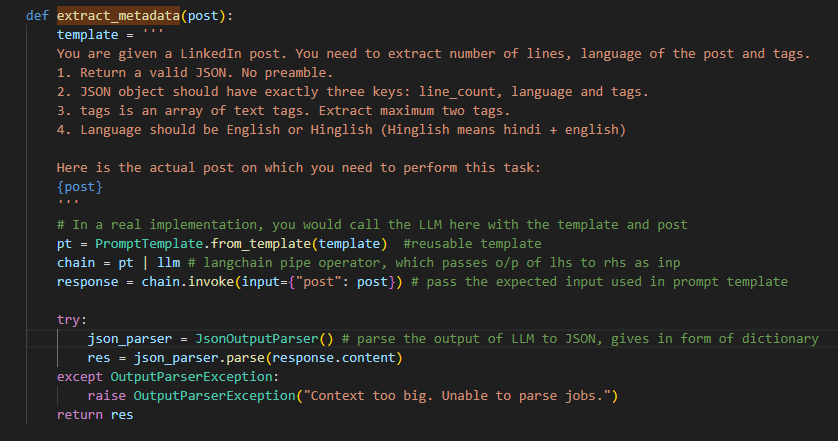 def extract_metadata(post):
    template = '''
    You are given a LinkedIn post. You need to extract number of lines, language of the post and tags.
    1. Return a valid JSON. No preamble.
    2. JSON object should have exactly three keys: line_count, language and tags.
    3. tags is an array of text tags. Extract maximum two tags.
    4. Language should be English or Hinglish (Hinglish means hindi + english)

    Here is the actual post on which you need to perform this task:
    {post}
    '''
    # In a real implementation, you would call the LLM here with the template and post
    pt = PromptTemplate.from_template(template)  #reusable template
    chain = pt | llm # langchain pipe operator, which passes o/p of lhs to rhs as inp
    response = chain.invoke(input={"post": post}) # pass the expected input used in prompt template

    try:
        json_parser = JsonOutputParser() # parse the output of LLM to JSON, gives in form of dictionary
        res = json_parser.parse(response.content)
    except OutputParserException:
        raise OutputParserException("Context too big. Unable to parse jobs.")
    return res